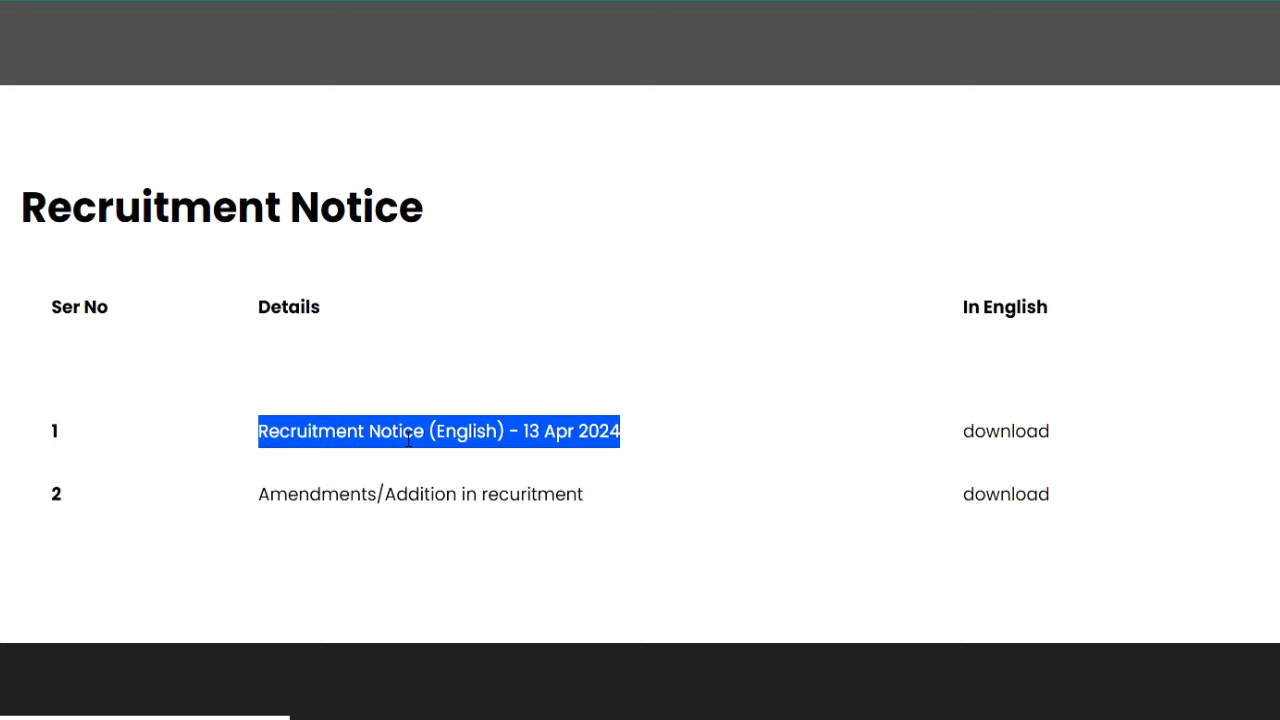 Recruitment Notice
Ser No Details In English
1 Recruitment Notice (English) - 13 Apr 2024 download
2 Amendments/Addition in recuritment download